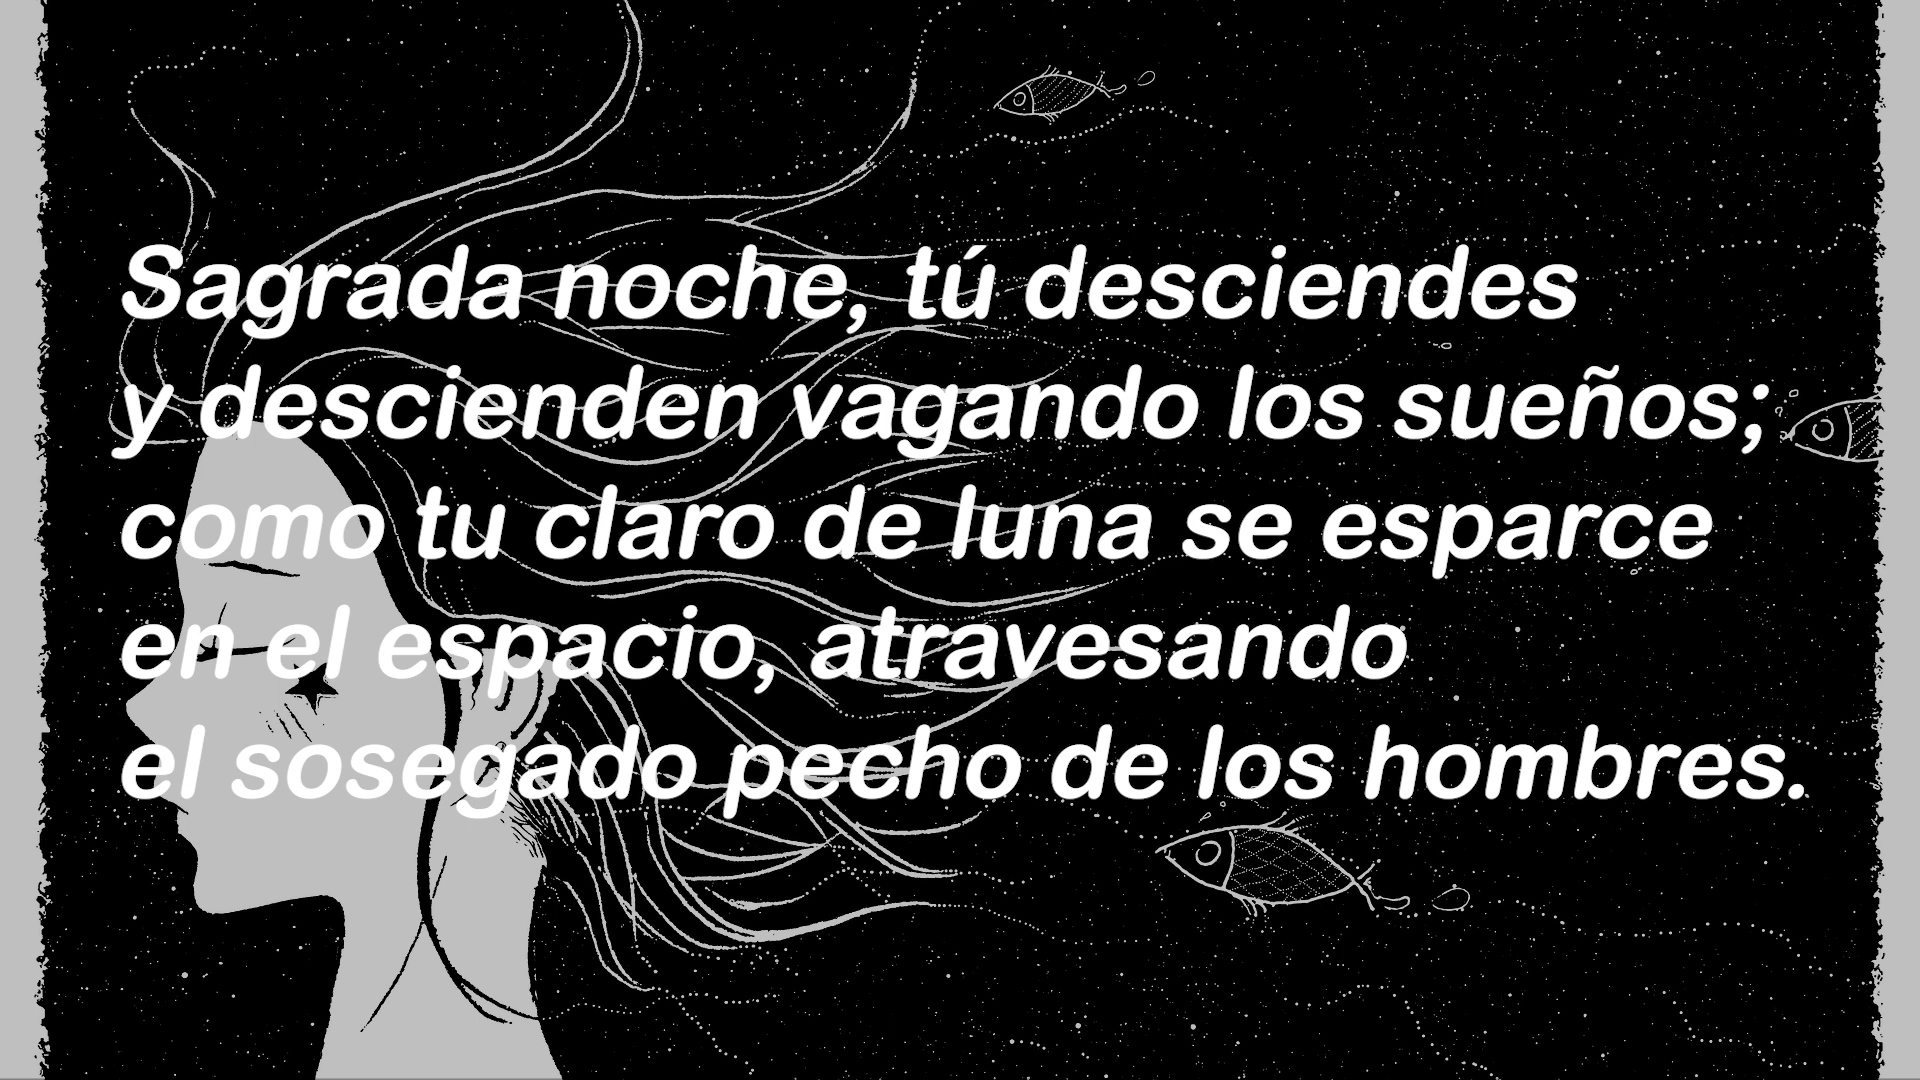 Sagrada noche, tú desciendes
y descienden vagando los sueños;
como tu claro de luna se esparce
en el espacio, atravesando
el sosegado pecho de los hombres.